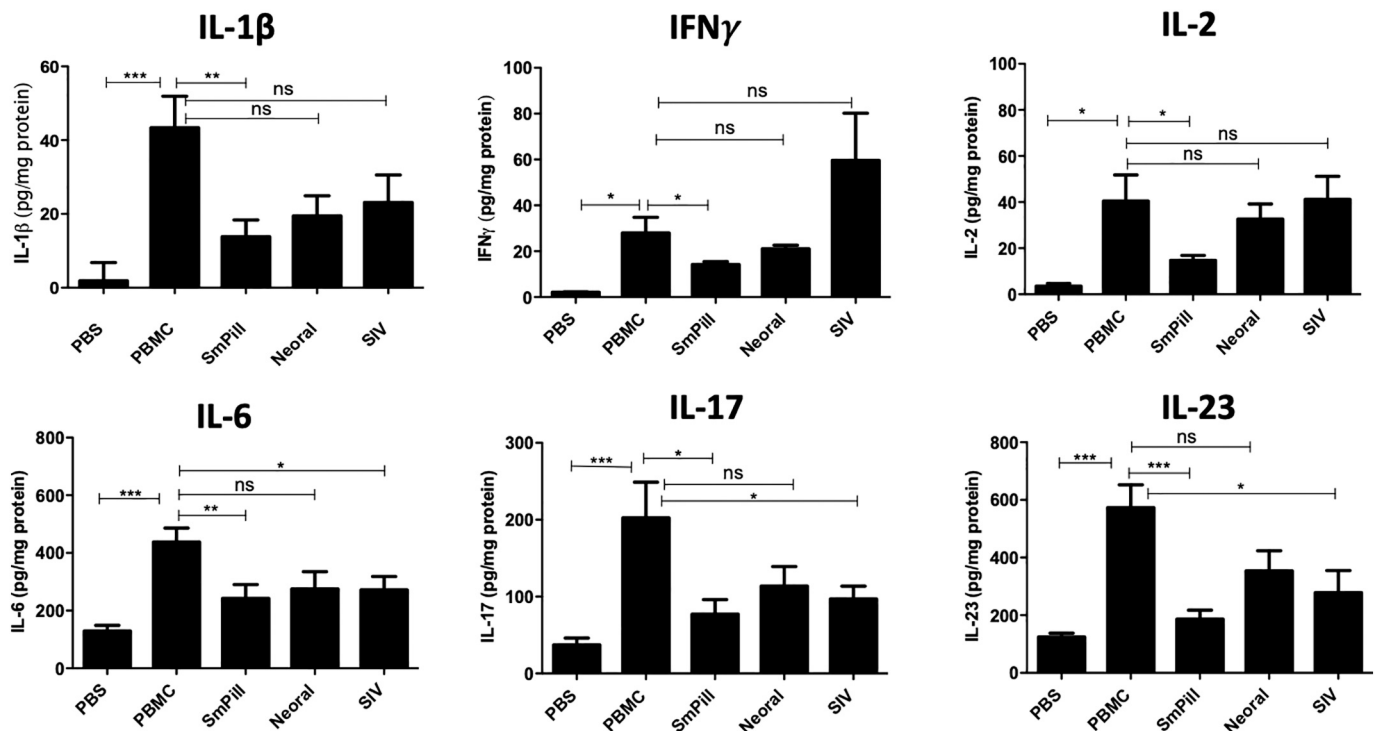 IL-1β
IL-1β (pg/mg protein)
60
40
20
0
***
**
ns
ns
PBS
PBMC
SmPill
Neoral
SIV
IFNγ
IFNγ (pg/mg protein)
100
80
60
40
20
0
ns
ns
*
*
PBS
PBMC
SmPill
Neoral
SIV
IL-2
IL-2 (pg/mg protein)
100
80
60
40
20
0
*
*
ns
ns
PBS
PBMC
SmPill
Neoral
SIV
IL-6
IL-6 (pg/mg protein)
800
600
400
200
0
*
ns
***
**
PBS
PBMC
SmPill
Neoral
SIV
IL-17
IL-17 (pg/mg protein)
300
200
100
0
***
*
ns
*
PBS
PBMC
SmPill
Neoral
SIV
IL-23
IL-23 (pg/mg protein)
800
600
400
200
0
ns
***
***
*
PBS
PBMC
SmPill
Neoral
SIV